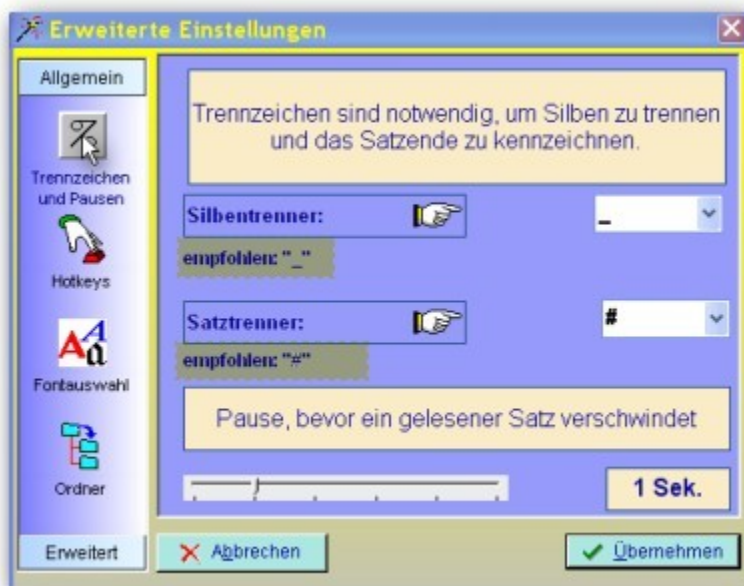 Erweiterte Einstellungen
Allgemein
Trennzeichen
und Pausen
Hotkeys
Fontauswahl
Ordner
Erweitert
Trennzeichen sind notwendig, um Silben zu trennen
und das Satzende zu kennzeichnen.
Silbentrenner:
_
empfohlen: "_"
Satztrenner:
#
empfohlen: "#"
Pause, bevor ein gelesener Satz verschwindet
1 Sek.
Abbrechen
Übernehmen